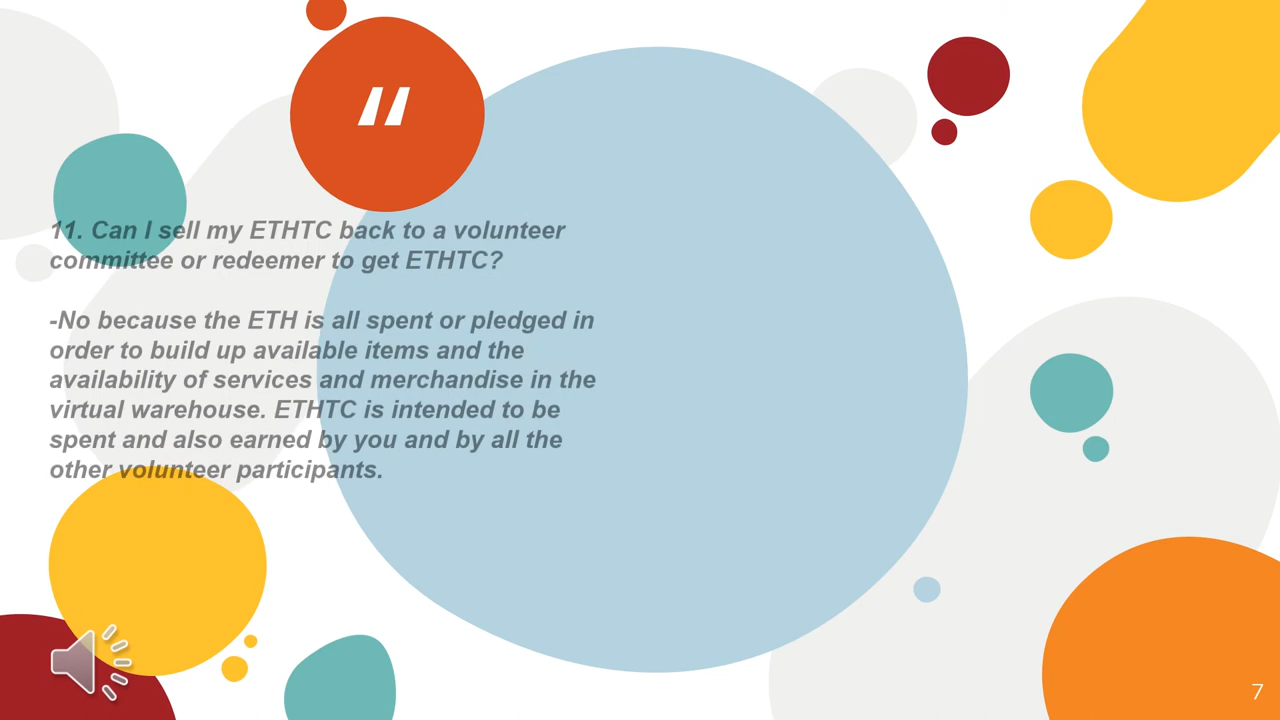 "
11. Can I sell my ETHTC back to a volunteer
committee or redeemer to get ETHTC?
-No because the ETH is all spent or pledged in
order to build up available items and the
availability of services and merchandise in the
virtual warehouse. ETHTC is intended to be
spent and also earned by you and by all the
other volunteer participants.
7